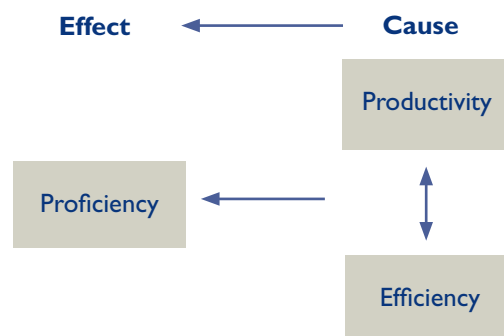 Effect
Cause
Productivity
Proficiency
Efficiency